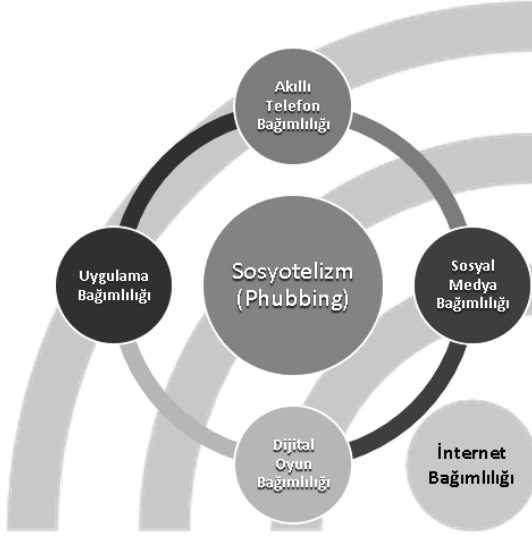 Akıllı
Telefon
Bağımlılığı
Uygulama
Bağımlılığı
Sosyotelizm
(Phubbing)
Sosyal
Medya
Bağımlılığı
Dijital
Oyun
Bağımlılığı
İnternet
Bağımlılığı